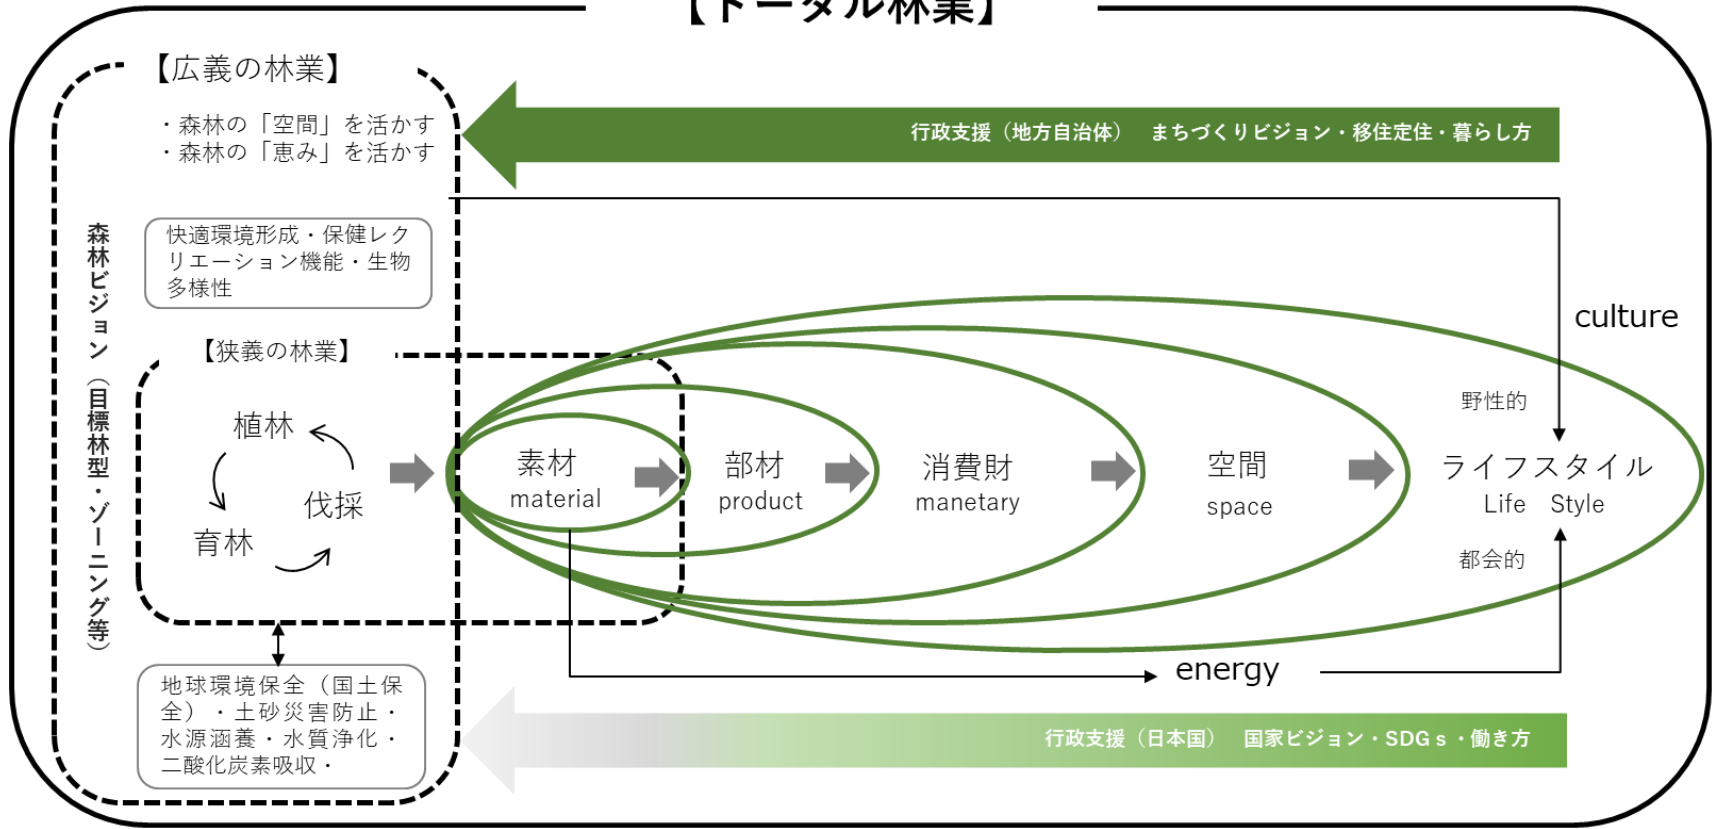 【トータル林業】
【広義の林業】
・森林の「空間」を活かす
・森林の「恵み」を活かす
行政支援（地方自治体）　まちづくりビジョン・移住定住・暮らし方
森林ビジョン（目標林型・ゾーニング等）
快適環境形成・保健レク
リエーション機能・生物
多様性
culture
【狭義の林業】
植林
伐採
育林
素材
material
部材
product
消費財
manetary
空間
space
野性的
ライフスタイル
Life　Style
都会的
energy
地球環境保全（国土保
全）・土砂災害防止・
水源涵養・水質浄化・
二酸化炭素吸収・
行政支援（日本国）　国家ビジョン・SDGｓ・働き方